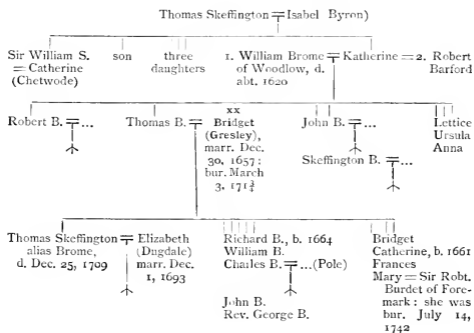 Thomas Skeffington = Isabel Byron)
Sir William S.
= Catherine
(Chetwode)
son
three
daughters
1. William Brome = Katherine = 2. Robert
of Woodlow, d.
abt. 1620
Barford
Robert B. = ...
Thomas B. =
xx
Bridget
(Gresley),
marr. Dec.
30, 1657:
bur. March
3, 171¾
John B. = ...
Skeffington B. = ...
Lettice
Ursula
Anna
Thomas Skeffington =
alias Brome,
d. Dec. 25, 1709
Elizabeth
(Dugdale)
marr. Dec.
1, 1693
Richard B., b. 1664
William B.
Charles B. = ...(Pole)
John B.
Rev. George B.
Bridget
Catherine, b. 1661
Frances
Mary = Sir Robt.
Burdet of Fore-
mark: she was
bur. July 14,
1742